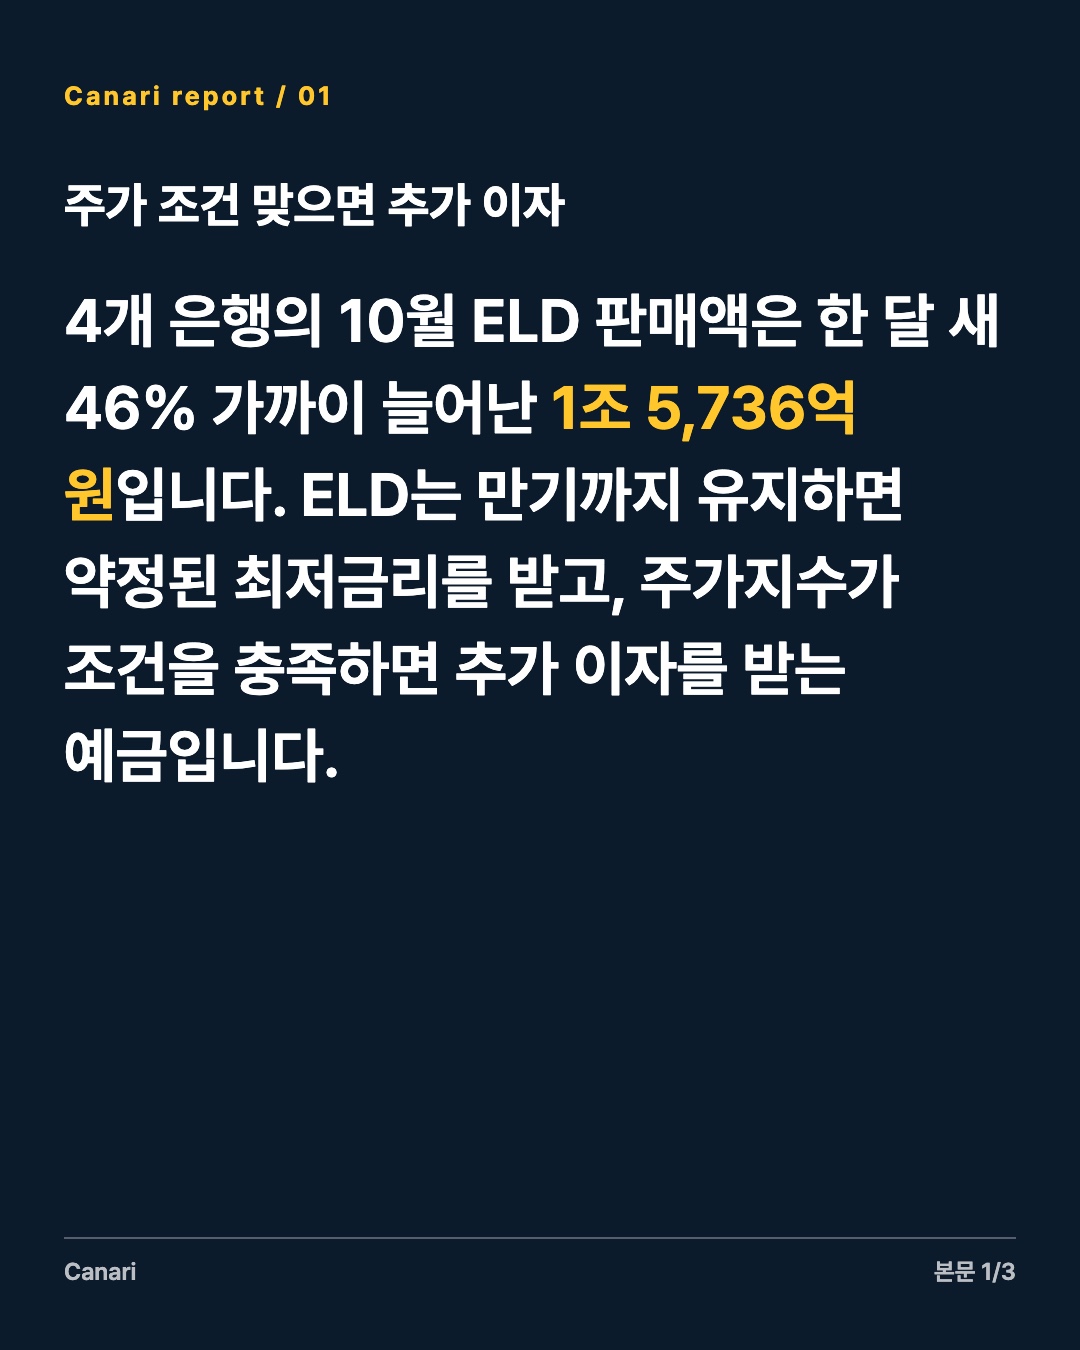 Canari report / 01
주가 조건 맞으면 추가 이자
4개 은행의 10월 ELD 판매액은 한 달 새
46% 가까이 늘어난 1조 5,736억
원입니다. ELD는 만기까지 유지하면
약정된 최저금리를 받고, 주가지수가
조건을 충족하면 추가 이자를 받는
예금입니다.
Canari
본문 1/3